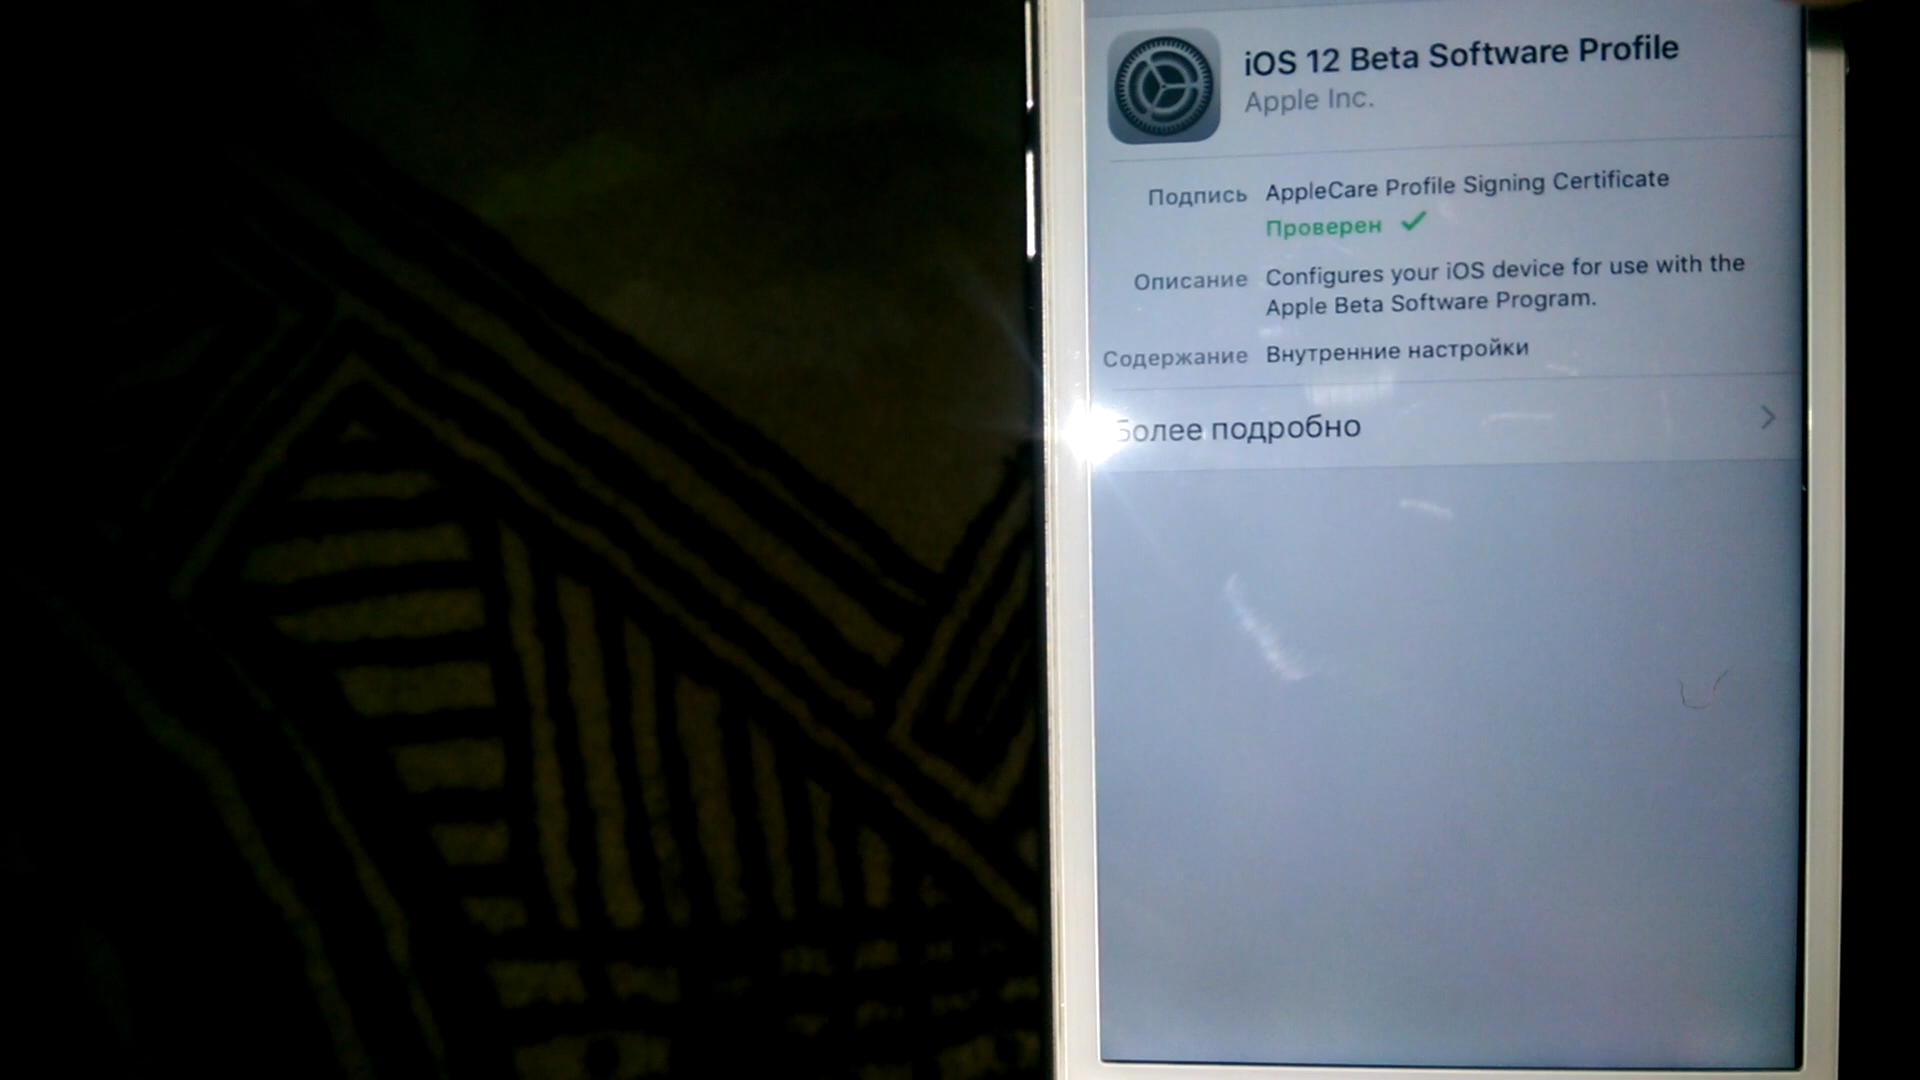 iOS 12 Beta Software Profile
Apple Inc.
Подпись AppleCare Profile Signing Certificate
Проверен ✓
Описание Configures your iOS device for use with the
Apple Beta Software Program.
Содержание Внутренние настройки
Более подробно